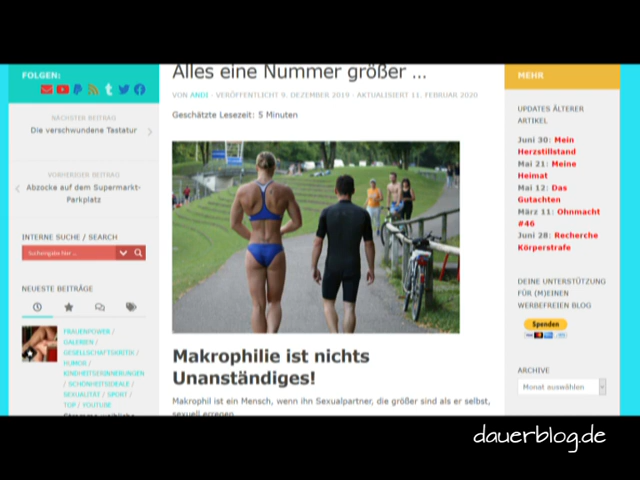 FOLGEN:
NÄCHSTER BEITRAG
Die verschwundene Tastatur
VORHERIGER BEITRAG
Abzocke auf dem Supermarkt-
Parkplatz
INTERNE SUCHE / SEARCH
Sucheingabe hier ...
NEUESTE BEITRÄGE
FRAUENPOWER /
GALERIEN /
GESELLSCHAFTSKRITIK /
HUMOR /
KINDHEITSERINNERUNGEN
/ SCHÖNHEITSIDEALE /
SEXUALITÄT / SPORT /
TOP / YOUTUBE
Alles eine Nummer größer ...
VON ANDI · VERÖFFENTLICHT 9. DEZEMBER 2019 · AKTUALISIERT 11. FEBRUAR 2020
Geschätzte Lesezeit: 5 Minuten
Makrophilie ist nichts
Unanständiges!
Makrophil ist ein Mensch, wenn ihn Sexualpartner, die größer sind als er selbst,
sexuell erregen
MEHR
UPDATES ÄLTERER
ARTIKEL
Juni 30: Mein
Herzstillstand
Mai 21: Meine
Heimat
Mai 12: Das
Gutachten
März 11: Ohnmacht
#46
Juni 28: Recherche
Körperstrafe
DEINE UNTERSTÜTZUNG
FÜR (M)EINEN
WERBEFREIEN BLOG
Spenden
ARCHIVE
Monat auswählen
dauerblog.de